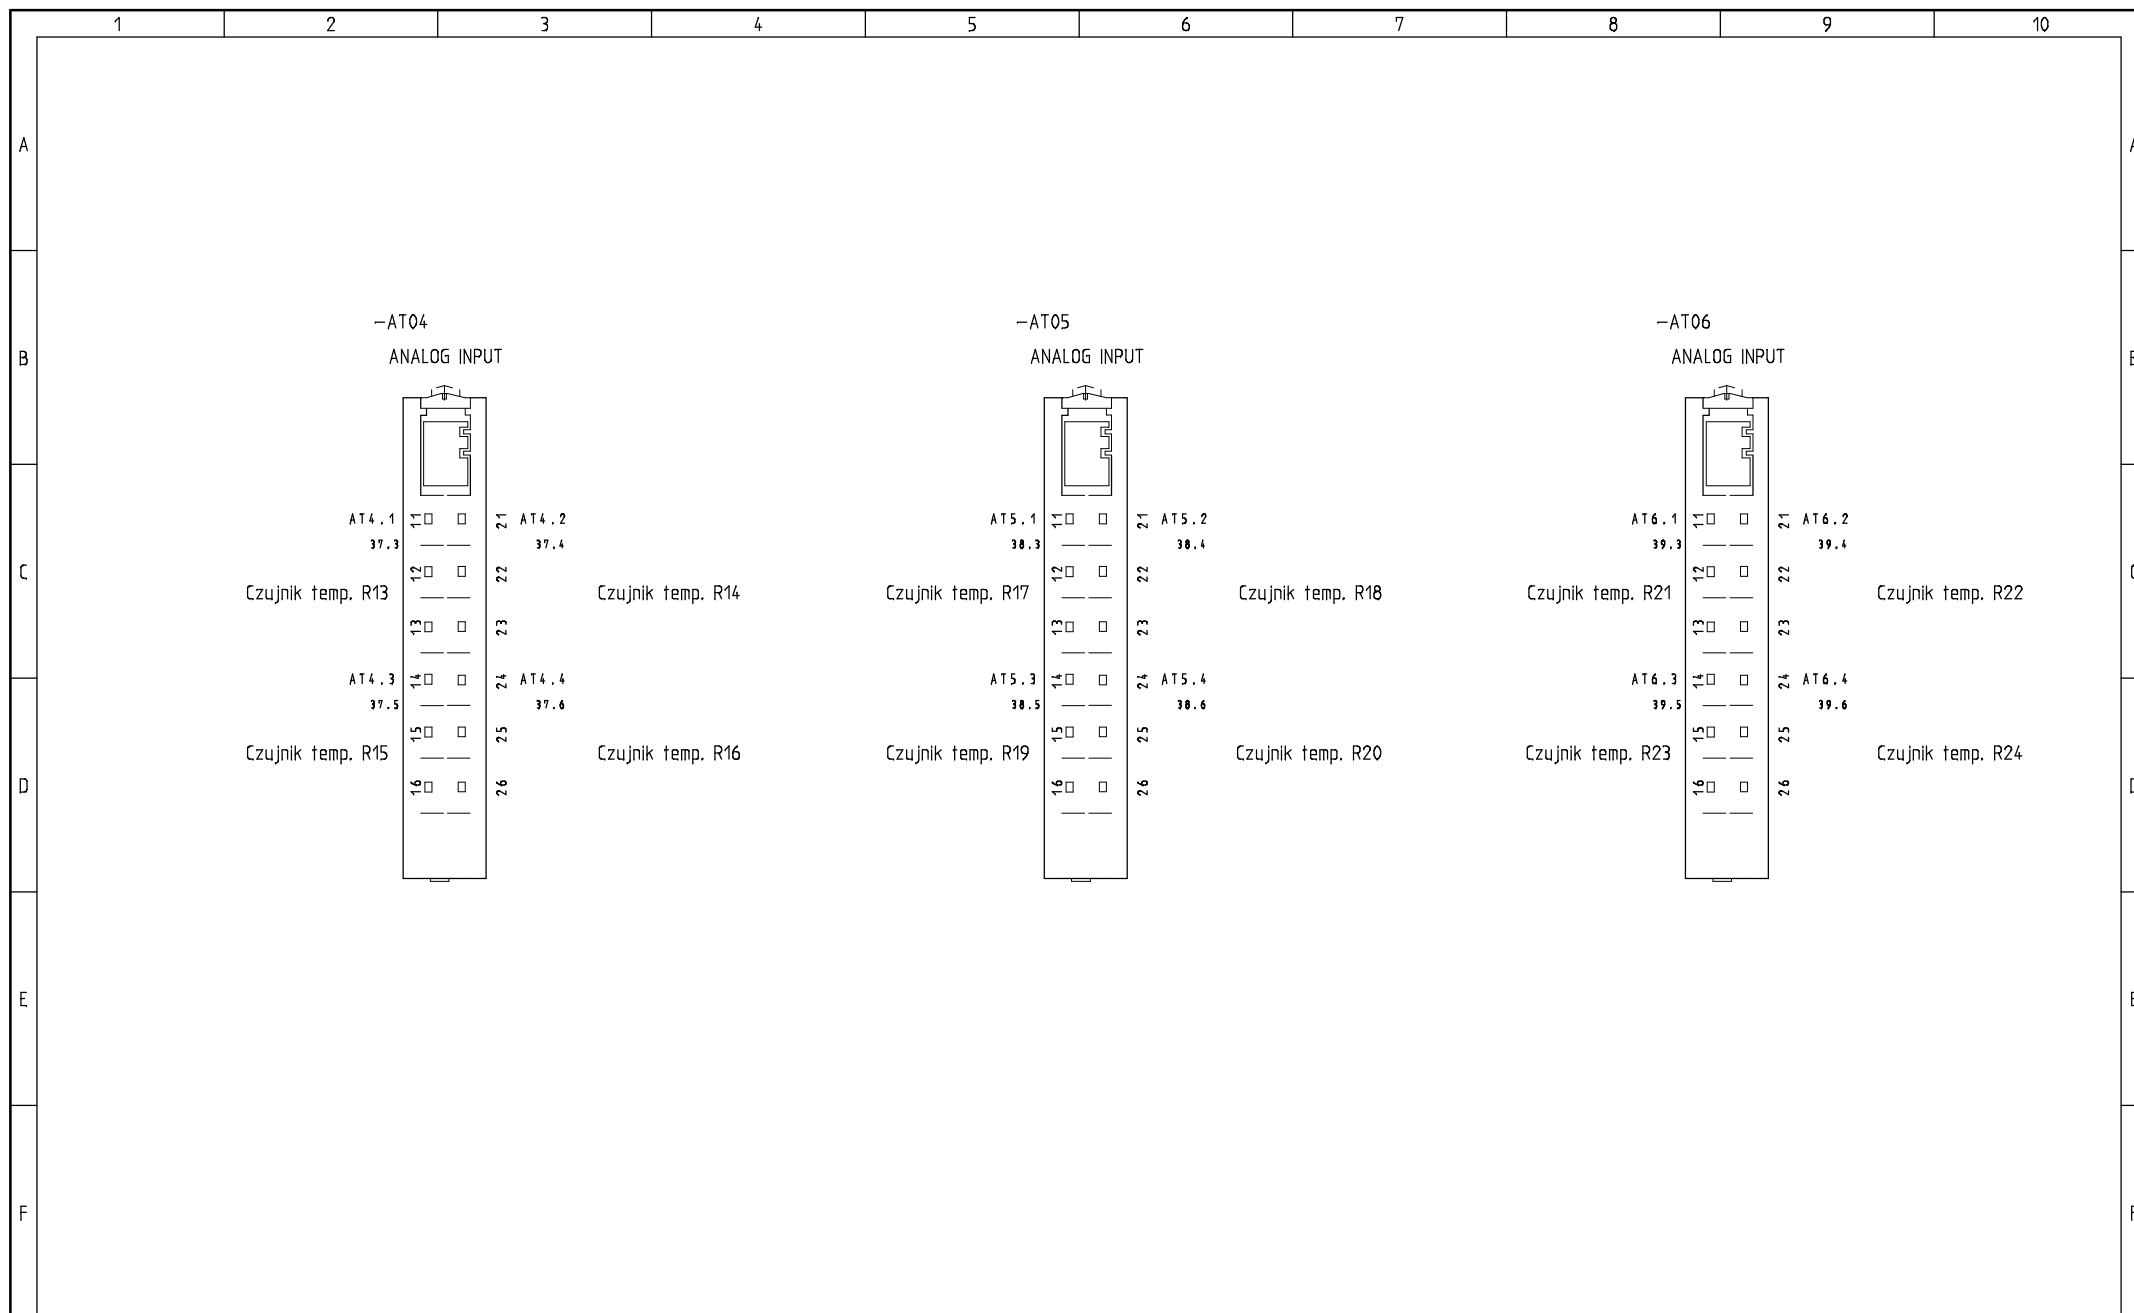 1 2 3 4 5 6 7 8 9 10
A A
-AT04 -AT05 -AT06
B B
ANALOG INPUT ANALOG INPUT ANALOG INPUT
AT4.1 11 21 AT4.2 AT5.1 11 21 AT5.2 AT6.1 11 21 AT6.2
37.3 37.4 38.3 38.4 39.3 39.4
C 12 22 12 22 12 22 C
Czujnik temp. R13 Czujnik temp. R14 Czujnik temp. R17 Czujnik temp. R18 Czujnik temp. R21 Czujnik temp. R22
13 23 13 23 13 23
AT4.3 14 24 AT4.4 AT5.3 14 24 AT5.4 AT6.3 14 24 AT6.4
37.5 37.6 38.5 38.6 39.5 39.6
15 25 15 25 15 25
Czujnik temp. R15 Czujnik temp. R16 Czujnik temp. R19 Czujnik temp. R20 Czujnik temp. R23 Czujnik temp. R24
D 16 26 16 26 16 26 D
E E
F F